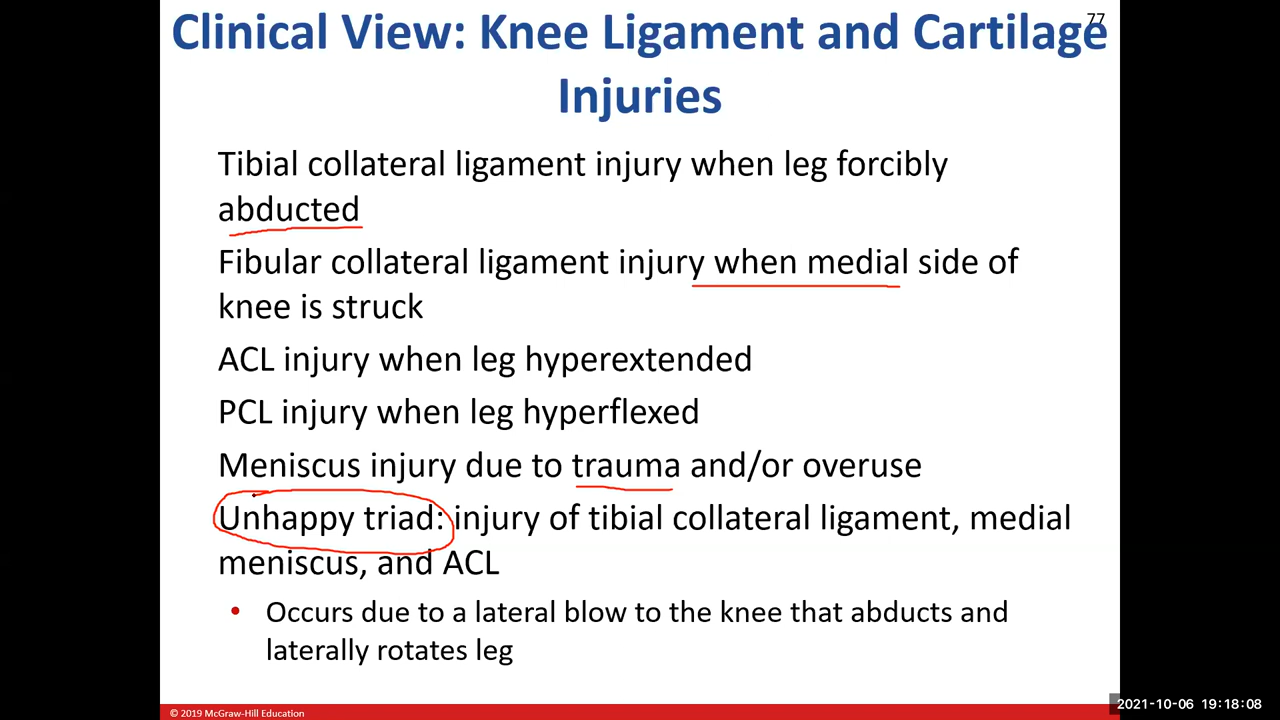 77
Clinical View: Knee Ligament and Cartilage
Injuries
Tibial collateral ligament injury when leg forcibly
abducted
Fibular collateral ligament injury when medial side of
knee is struck
ACL injury when leg hyperextended
PCL injury when leg hyperflexed
Meniscus injury due to trauma and/or overuse
Unhappy triad: injury of tibial collateral ligament, medial
meniscus, and ACL
• Occurs due to a lateral blow to the knee that abducts and
laterally rotates leg
© 2019 McGraw-Hill Education
2021-10-06 19:18:08